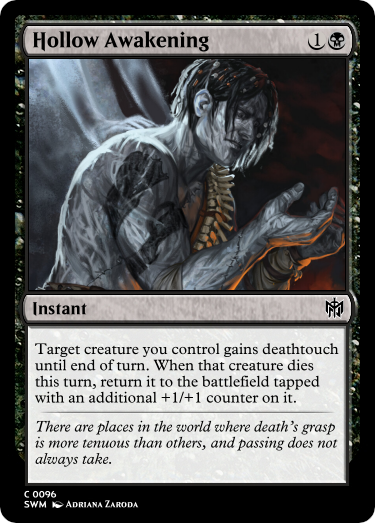 Hollow Awakening 1
Instant
Target creature you control gains deathtouch
until end of turn. When that creature dies
this turn, return it to the battlefield tapped
with an additional +1/+1 counter on it.
There are places in the world where death's grasp
is more tenuous than others, and passing does not
always take.
C 0096
SWM ADRIANA ZARODA